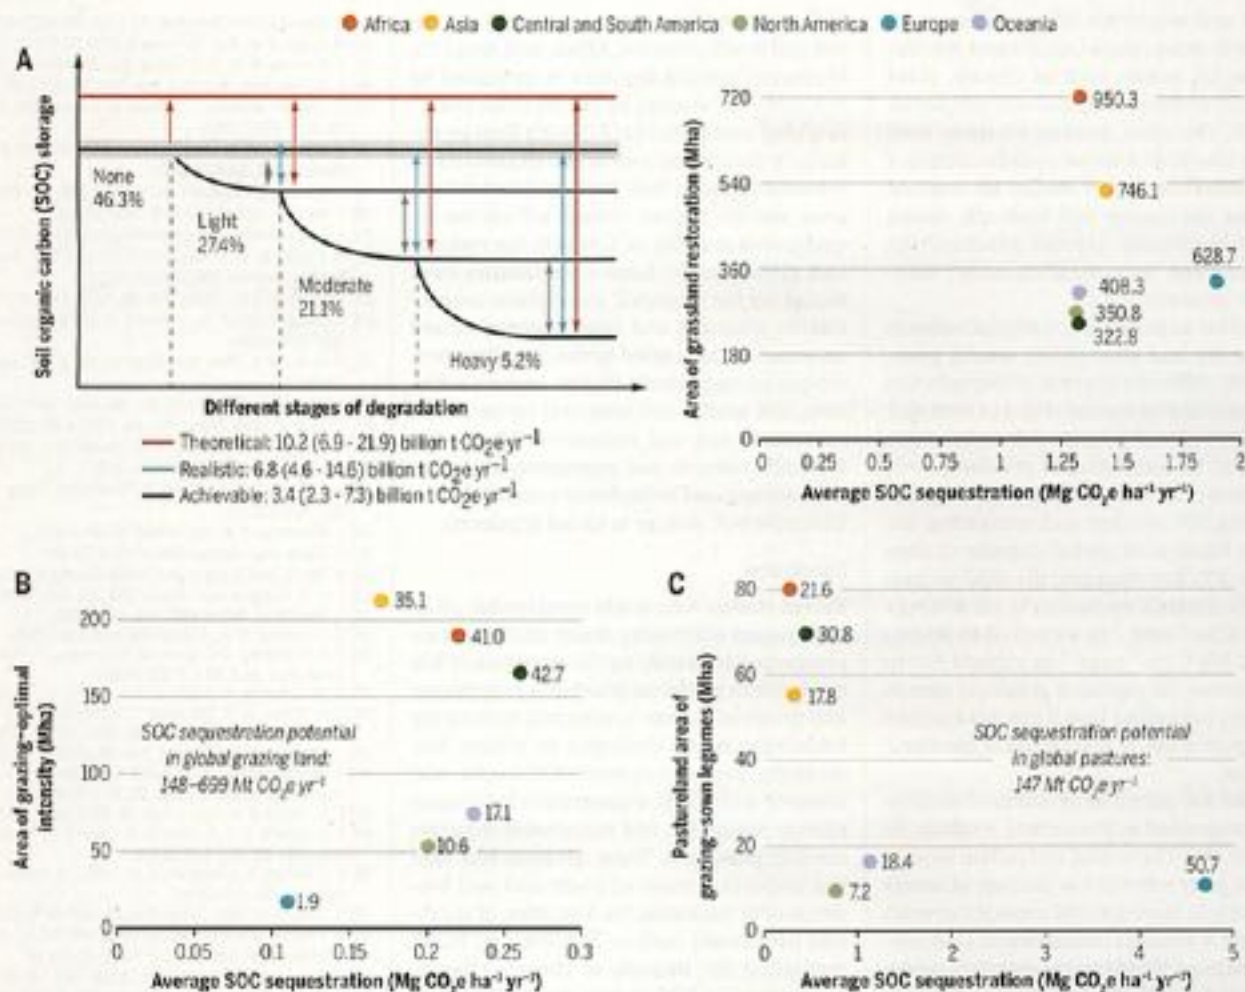 Africa Asia Central and South America North America Europe Oceania
A
Soil organic carbon (SOC) storage
None
46.3%
Light
27.4%
Moderate
21.1%
Heavy 5.2%
Different stages of degradation
Theoretical: 10.2 (6.9 - 21.9) billion t CO₂e yr⁻¹
Realistic: 6.8 (4.6 - 14.6) billion t CO₂e yr⁻¹
Achievable: 3.4 (2.3 - 7.3) billion t CO₂e yr⁻¹
Area of grassland restoration (Mha)
720
540
360
180
0
950.3
746.1
628.7
408.3
350.8
322.8
0 0.25 0.5 0.75 1 1.25 1.5 1.75 2
Average SOC sequestration (Mg CO₂e ha⁻¹ yr⁻¹)
B
Area of grazing-optimal
intensity (Mha)
200
150
100
50
0
35.1
41.0
42.7
SOC sequestration potential
in global grazing land:
148–699 Mt CO₂e yr⁻¹
17.1
10.6
1.9
0 0.05 0.1 0.15 0.2 0.25 0.3
Average SOC sequestration (Mg CO₂e ha⁻¹ yr⁻¹)
C
Pastureland area of
grazing-sown legumes (Mha)
80
60
40
20
0
21.6
30.8
17.8
SOC sequestration potential
in global pastures:
147 Mt CO₂e yr⁻¹
18.4
7.2
50.7
0 1 2 3 4 5
Average SOC sequestration (Mg CO₂e ha⁻¹ yr⁻¹)